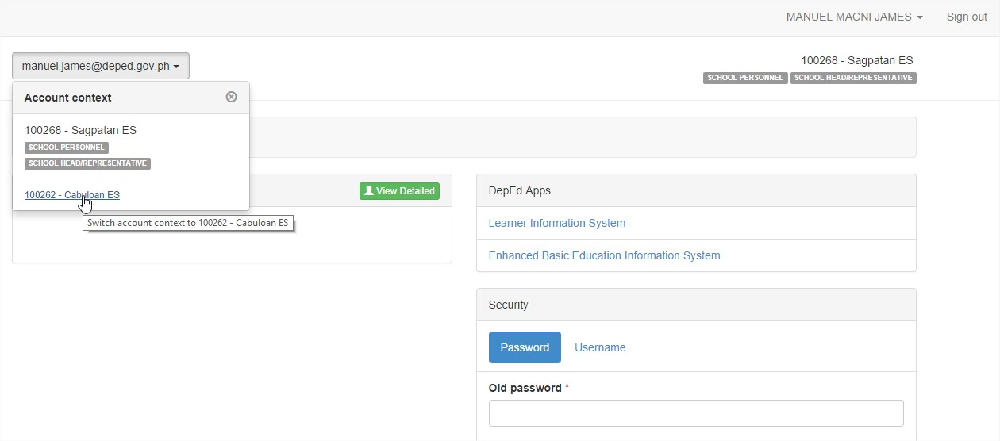 MANUEL MACNI JAMES Sign out
manuel.james@deped.gov.ph
100268 - Sagpatan ES
SCHOOL PERSONNEL SCHOOL HEAD/REPRESENTATIVE
Account context
100268 - Sagpatan ES
SCHOOL PERSONNEL
SCHOOL HEAD/REPRESENTATIVE
100262 - Cabuloan ES
Switch account context to 100262 - Cabuloan ES
View Detailed
DepEd Apps
Learner Information System
Enhanced Basic Education Information System
Security
Password Username
Old password *